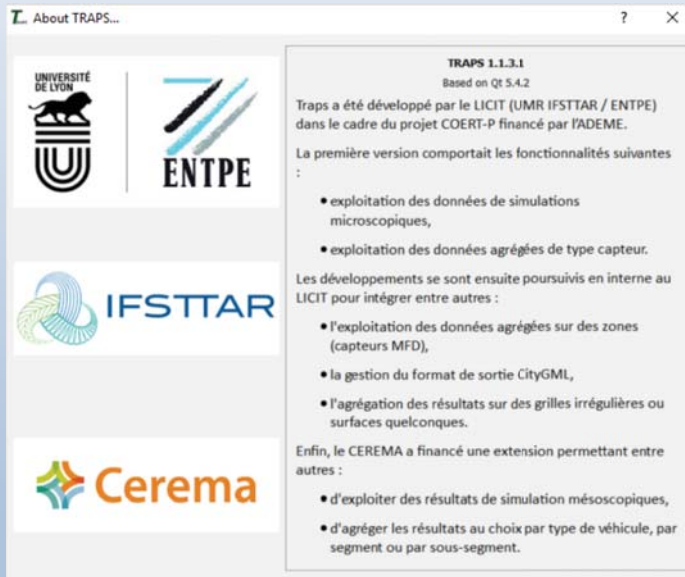 About TRAPS...
?
UNIVERSITÉ
DE LYON
ENTPE
IFSTTAR
Cerema
TRAPS 1.1.3.1
Based on Qt 5.4.2
Traps a été développé par le LICIT (UMR IFSTTAR / ENTPE)
dans le cadre du projet COERT-P financé par l'ADEME.
La première version comportait les fonctionnalités suivantes
:
• exploitation des données de simulations
microscopiques,
• exploitation des données agrégées de type capteur.
Les développements se sont ensuite poursuivis en interne au
LICIT pour intégrer entre autres :
• l'exploitation des données agrégées sur des zones
(capteurs MFD),
• la gestion du format de sortie CityGML,
• l'agrégation des résultats sur des grilles irrégulières ou
surfaces quelconques.
Enfin, le CEREMA a financé une extension permettant entre
autres :
• d'exploiter des résultats de simulation mésoscopiques,
• d'agréger les résultats au choix par type de véhicule, par
segment ou par sous-segment.